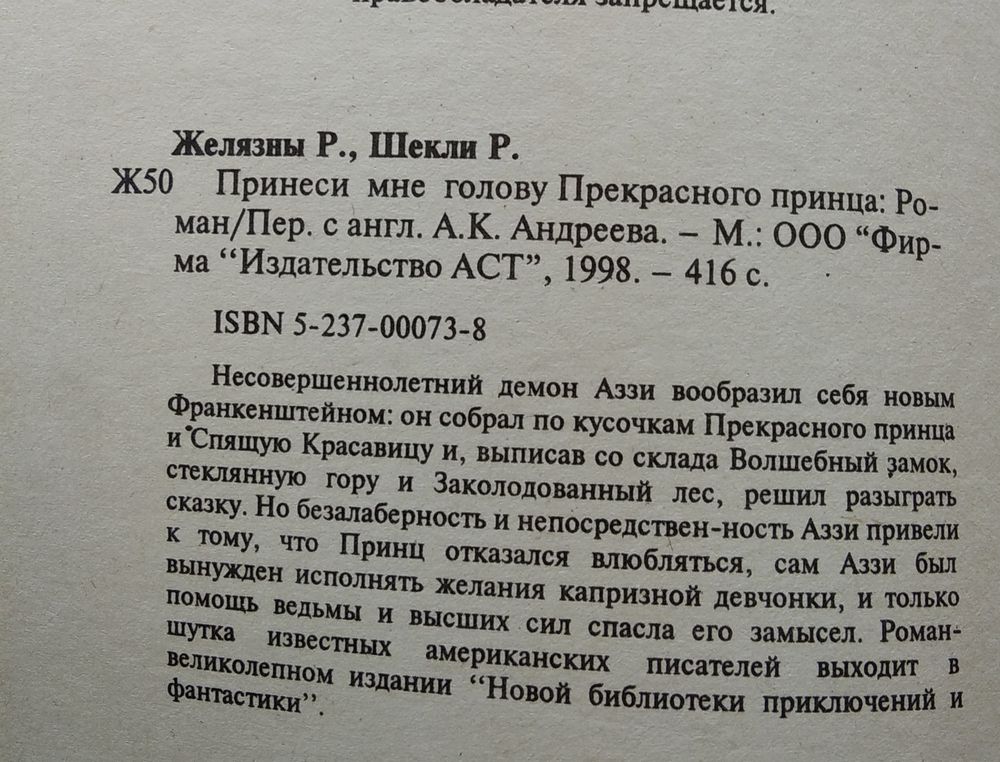 правообладателя запрещается.
Желязны Р., Шекли Р.
Ж50 Принеси мне голову Прекрасного принца: Ро-
ман/Пер. с англ. А.К. Андреева. – М.: ООО “Фир-
ма “Издательство АСТ”, 1998. – 416 с.
ISBN 5-237-00073-8
Несовершеннолетний демон Аззи вообразил себя новым
Франкенштейном: он собрал по кусочкам Прекрасного принца
и Спящую Красавицу и, выписав со склада Волшебный замок,
стеклянную гору и Заколодованный лес, решил разыграть
сказку. Но безалаберность и непосредствен-ность Аззи привели
к тому, что Принц отказался влюбляться, сам Аззи был
вынужден исполнять желания капризной девчонки, и только
помощь ведьмы и высших сил спасла его замысел. Роман-
шутка известных американских писателей выходит в
великолепном издании “Новой библиотеки приключений и
фантастики”.